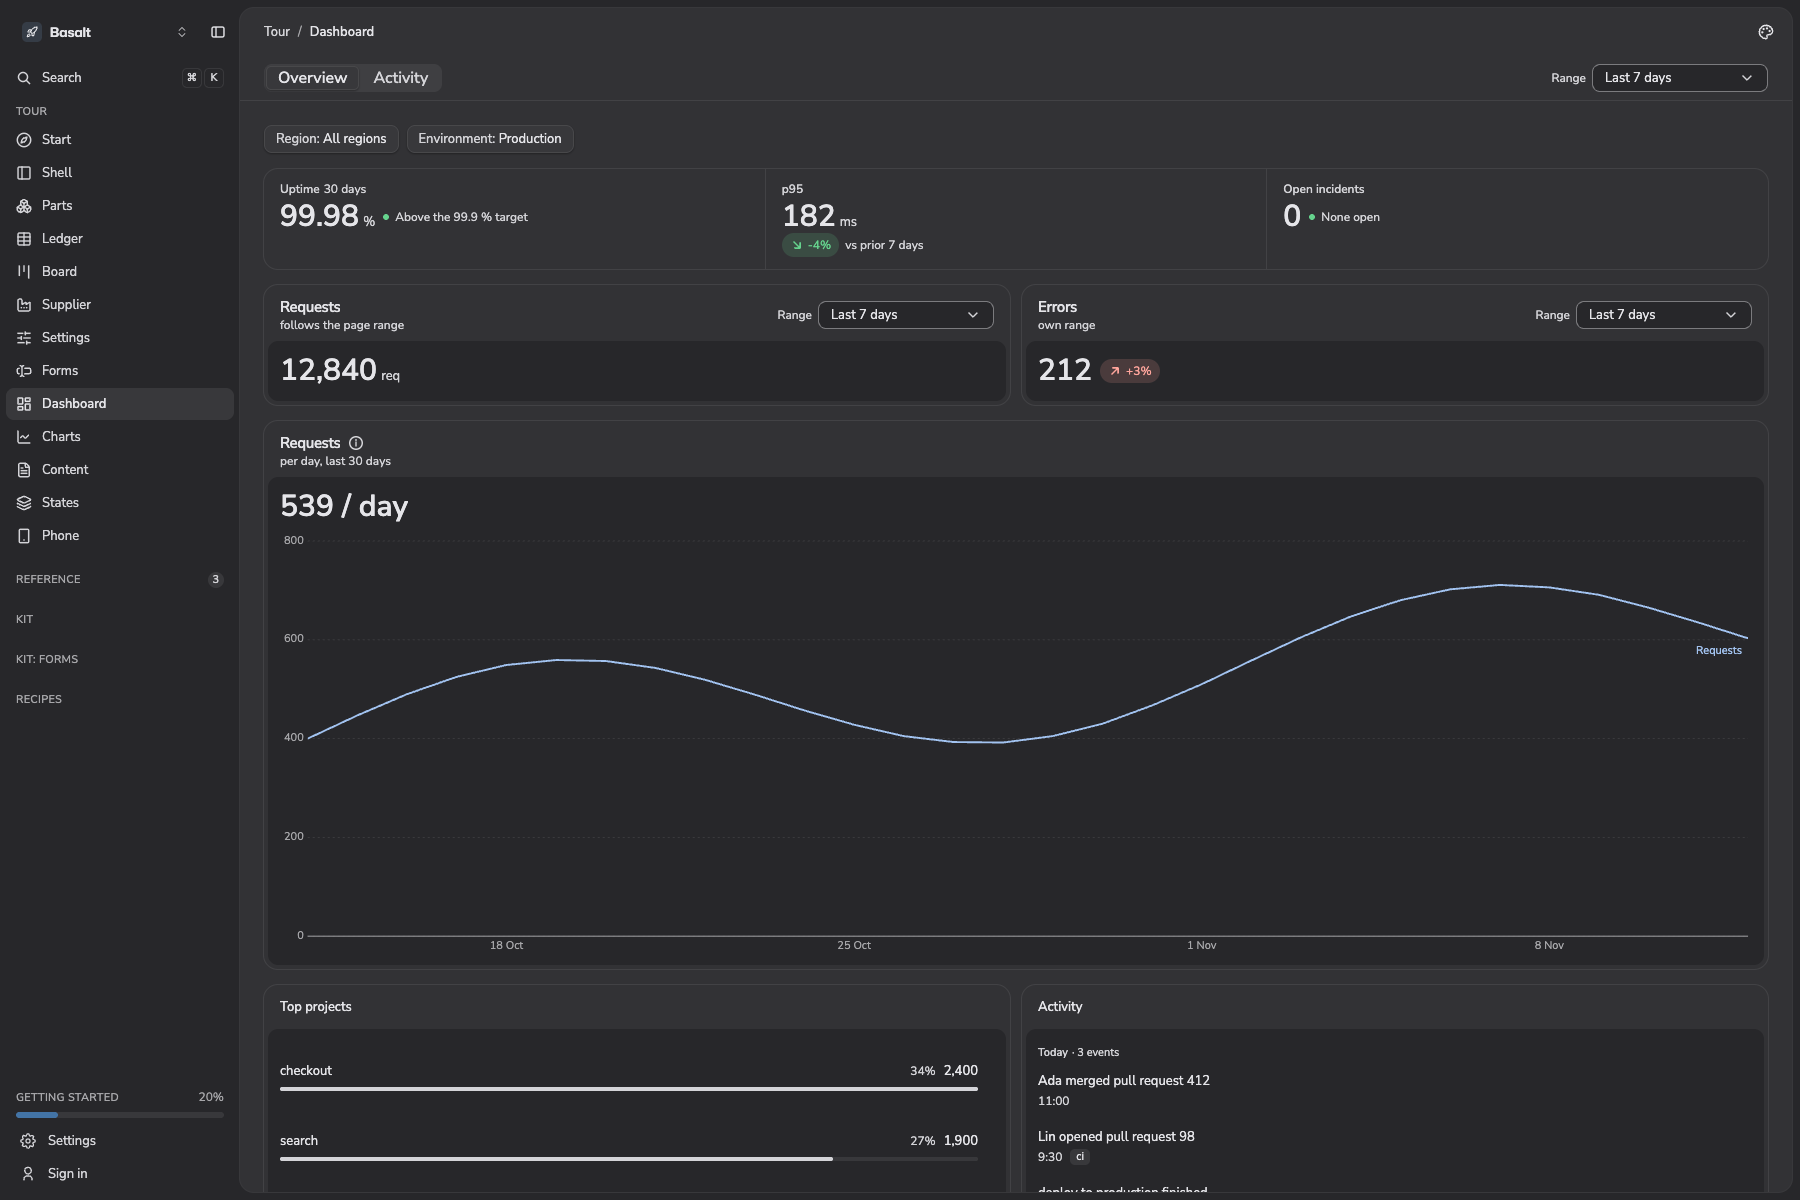 Basalt
Search ⌘ K
TOUR
Start
Shell
Parts
Ledger
Board
Supplier
Settings
Forms
Dashboard
Charts
Content
States
Phone
REFERENCE 3
KIT
KIT: FORMS
RECIPES
GETTING STARTED 20%
Settings
Sign in
Tour / Dashboard
Overview Activity
Range Last 7 days
Region: All regions Environment: Production
Uptime 30 days
99.98 % Above the 99.9 % target
p95
182 ms
-4% vs prior 7 days
Open incidents
0 None open
Requests
follows the page range
Range Last 7 days
12,840 req
Errors
own range
Range Last 7 days
212 +3%
Requests
per day, last 30 days
539 / day
800
600
400
200
0
Requests
18 Oct 25 Oct 1 Nov 8 Nov
Top projects
checkout 34% 2,400
search 27% 1,900
Activity
Today · 3 events
Ada merged pull request 412
11:00
Lin opened pull request 98
9:30 ci
deploy to production finished